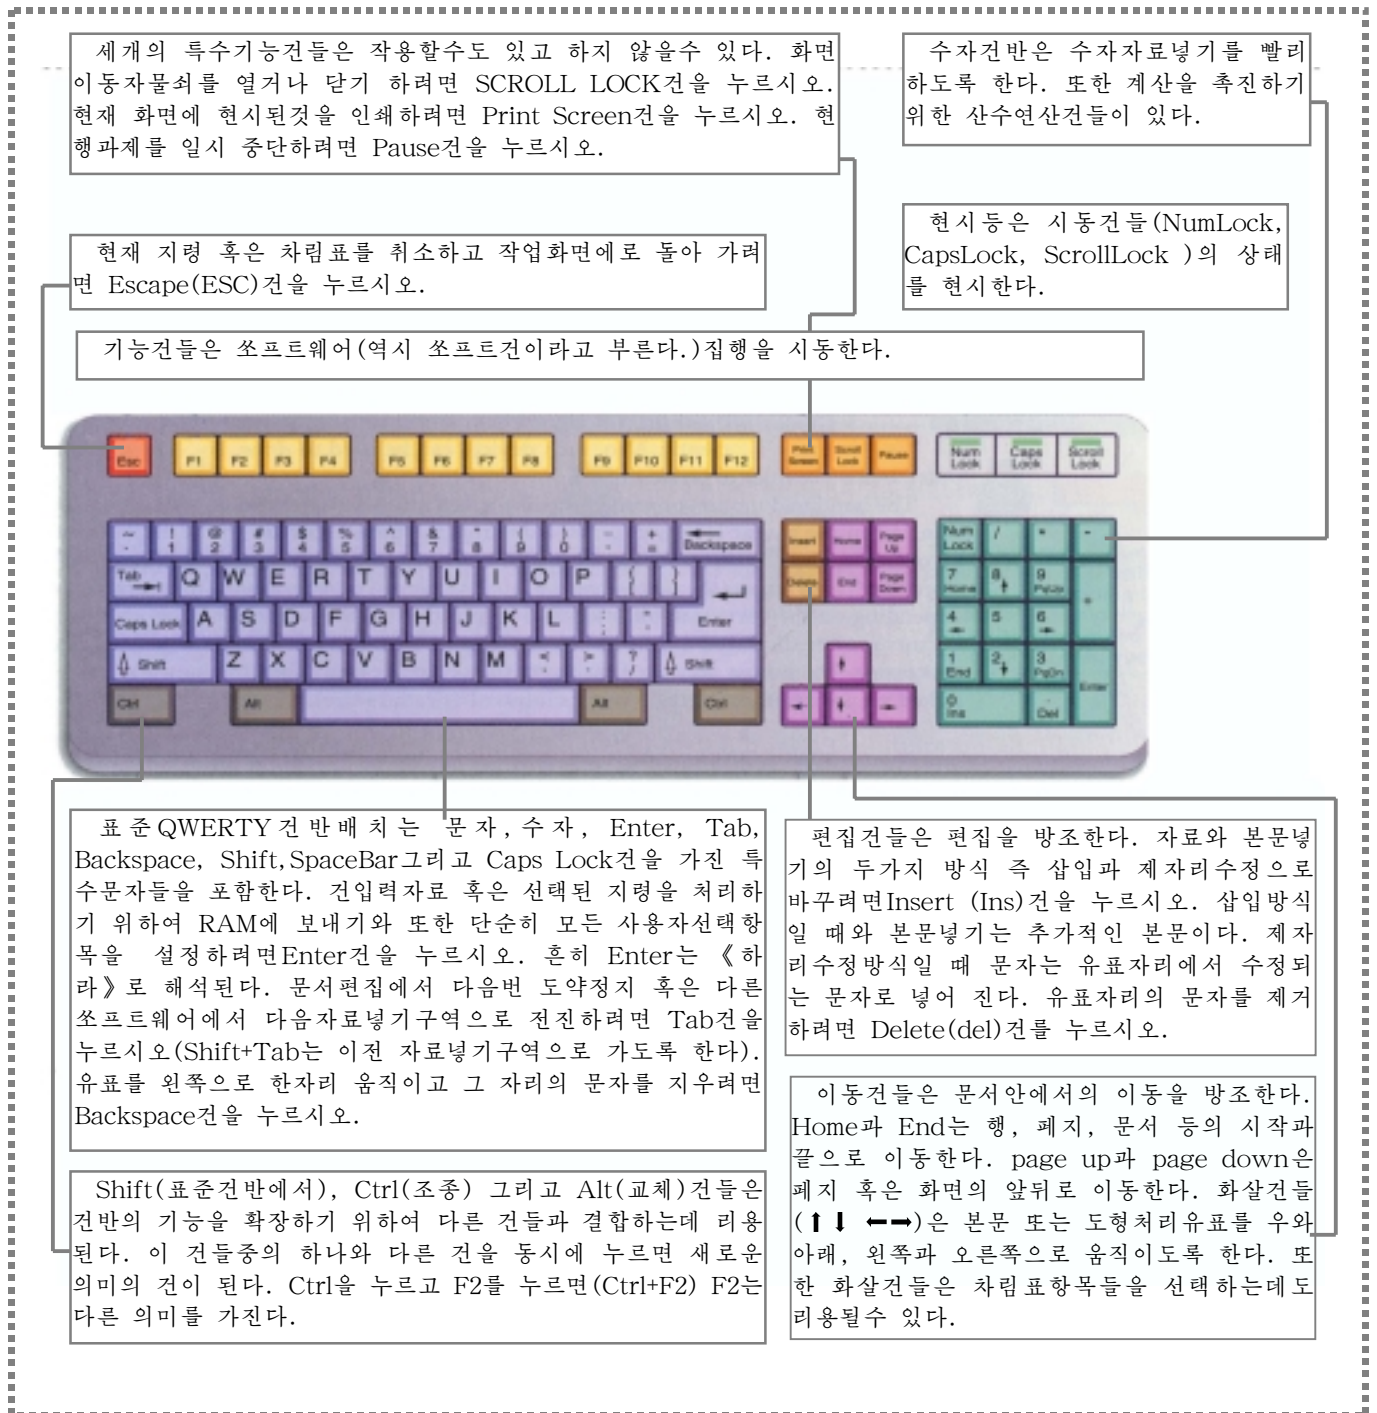 세개의 특수기능건들은 작용할수도 있고 하지 않을수 있다. 화면
이동자물쇠를 열거나 닫기 하려면 SCROLL LOCK건을 누르시오.
현재 화면에 현시된것을 인쇄하려면 Print Screen건을 누르시오. 현
행과제를 일시 중단하려면 Pause건을 누르시오.
수자건반은 수자자료넣기를 빨리
하도록 한다. 또한 계산을 촉진하기
위한 산수연산건들이 있다.
현시등은 시동건들(NumLock,
CapsLock, ScrollLock )의 상태
를 현시한다.
현재 지령 혹은 차림표를 취소하고 작업화면에로 돌아 가려
면 Escape(ESC)건을 누르시오.
기능건들은 쏘프트웨어(역시 쏘프트건이라고 부른다.)집행을 시동한다.
Esc F1 F2 F3 F4 F5 F6 F7 F8 F9 F10 F11 F12 Print Screen Scroll Lock Pause Num Lock Caps Lock Scroll Lock
~ ! 1 @ 2 # 3 $ 4 % 5 ^ 6 & 7 8 ( 9 ) 0 - + = Backspace Insert Home Page Up Num Lock / * -
Tab Q W E R T Y U I O P { } Delete End Page Down 7 Home 8 9 PgUp +
Caps Lock A S D F G H J K L : ; " Enter 4 5 6
Shift Z X C V B N M < > ? / Shift 1 End 2 3 PgDn Enter
Ctrl Alt Alt Ctrl 0 Ins Del
표준QWERTY건반배치는 문자,수자, Enter, Tab,
Backspace, Shift,SpaceBar그리고 Caps Lock건을 가진 특
수문자들을 포함한다. 건입력자료 혹은 선택된 지령을 처리하
기 위하여 RAM에 보내기와 또한 단순히 모든 사용자선택항
목을 설정하려면Enter건을 누르시오. 흔히 Enter는 《하
라》로 해석된다. 문서편집에서 다음번 도약정지 혹은 다른
쏘프트웨어에서 다음자료넣기구역으로 전진하려면 Tab건을
누르시오(Shift+Tab는 이전 자료넣기구역으로 가도록 한다).
유표를 왼쪽으로 한자리 움직이고 그 자리의 문자를 지우려면
Backspace건을 누르시오.
편집건들은 편집을 방조한다. 자료와 본문넣
기의 두가지 방식 즉 삽입과 제자리수정으로
바꾸려면Insert (Ins)건을 누르시오. 삽입방식
일 때와 본문넣기는 추가적인 본문이다. 제자
리수정방식일 때 문자는 유표자리에서 수정되
는 문자로 넣어 진다. 유표자리의 문자를 제거
하려면 Delete(del)건를 누르시오.
Shift(표준건반에서), Ctrl(조종) 그리고 Alt(교체)건들은
건반의 기능을 확장하기 위하여 다른 건들과 결합하는데 리용
된다. 이 건들중의 하나와 다른 건을 동시에 누르면 새로운
의미의 건이 된다. Ctrl을 누르고 F2를 누르면(Ctrl+F2) F2는
다른 의미를 가진다.
이동건들은 문서안에서의 이동을 방조한다.
Home과 End는 행, 페지, 문서 등의 시작과
끝으로 이동한다. page up과 page down은
페지 혹은 화면의 앞뒤로 이동한다. 화살건들
(⬆⬇ ⬅➡)은 본문 또는 도형처리유표를 우와
아래, 왼쪽과 오른쪽으로 움직이도록 한다. 또
한 화살건들은 차림표항목들을 선택하는데도
리용될수 있다.